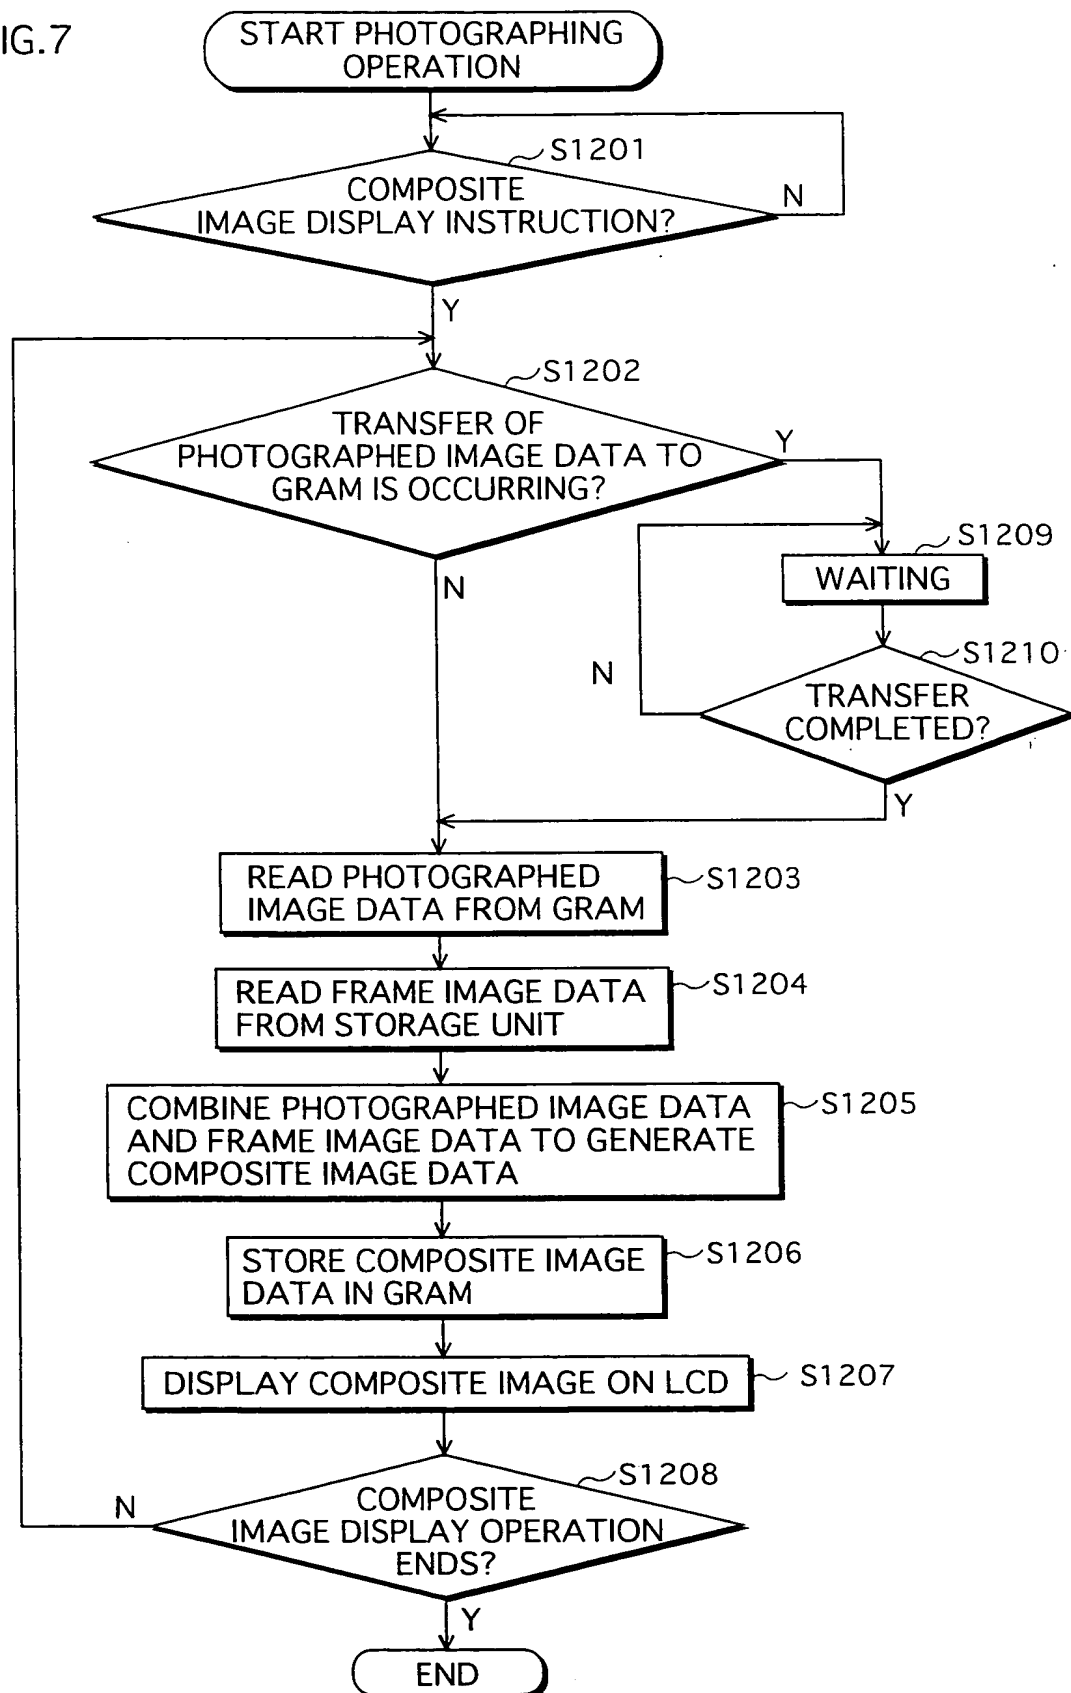 IG.7
START PHOTOGRAPHING
OPERATION
S1201
COMPOSITE
IMAGE DISPLAY INSTRUCTION?
N
Y
S1202
TRANSFER OF
PHOTOGRAPHED IMAGE DATA TO
GRAM IS OCCURRING?
Y
N
S1209
WAITING
S1210
TRANSFER
COMPLETED?
N
Y
READ PHOTOGRAPHED
IMAGE DATA FROM GRAM
S1203
READ FRAME IMAGE DATA
FROM STORAGE UNIT
S1204
COMBINE PHOTOGRAPHED IMAGE DATA
AND FRAME IMAGE DATA TO GENERATE
COMPOSITE IMAGE DATA
S1205
STORE COMPOSITE IMAGE
DATA IN GRAM
S1206
DISPLAY COMPOSITE IMAGE ON LCD
S1207
S1208
COMPOSITE
IMAGE DISPLAY OPERATION
ENDS?
N
Y
END